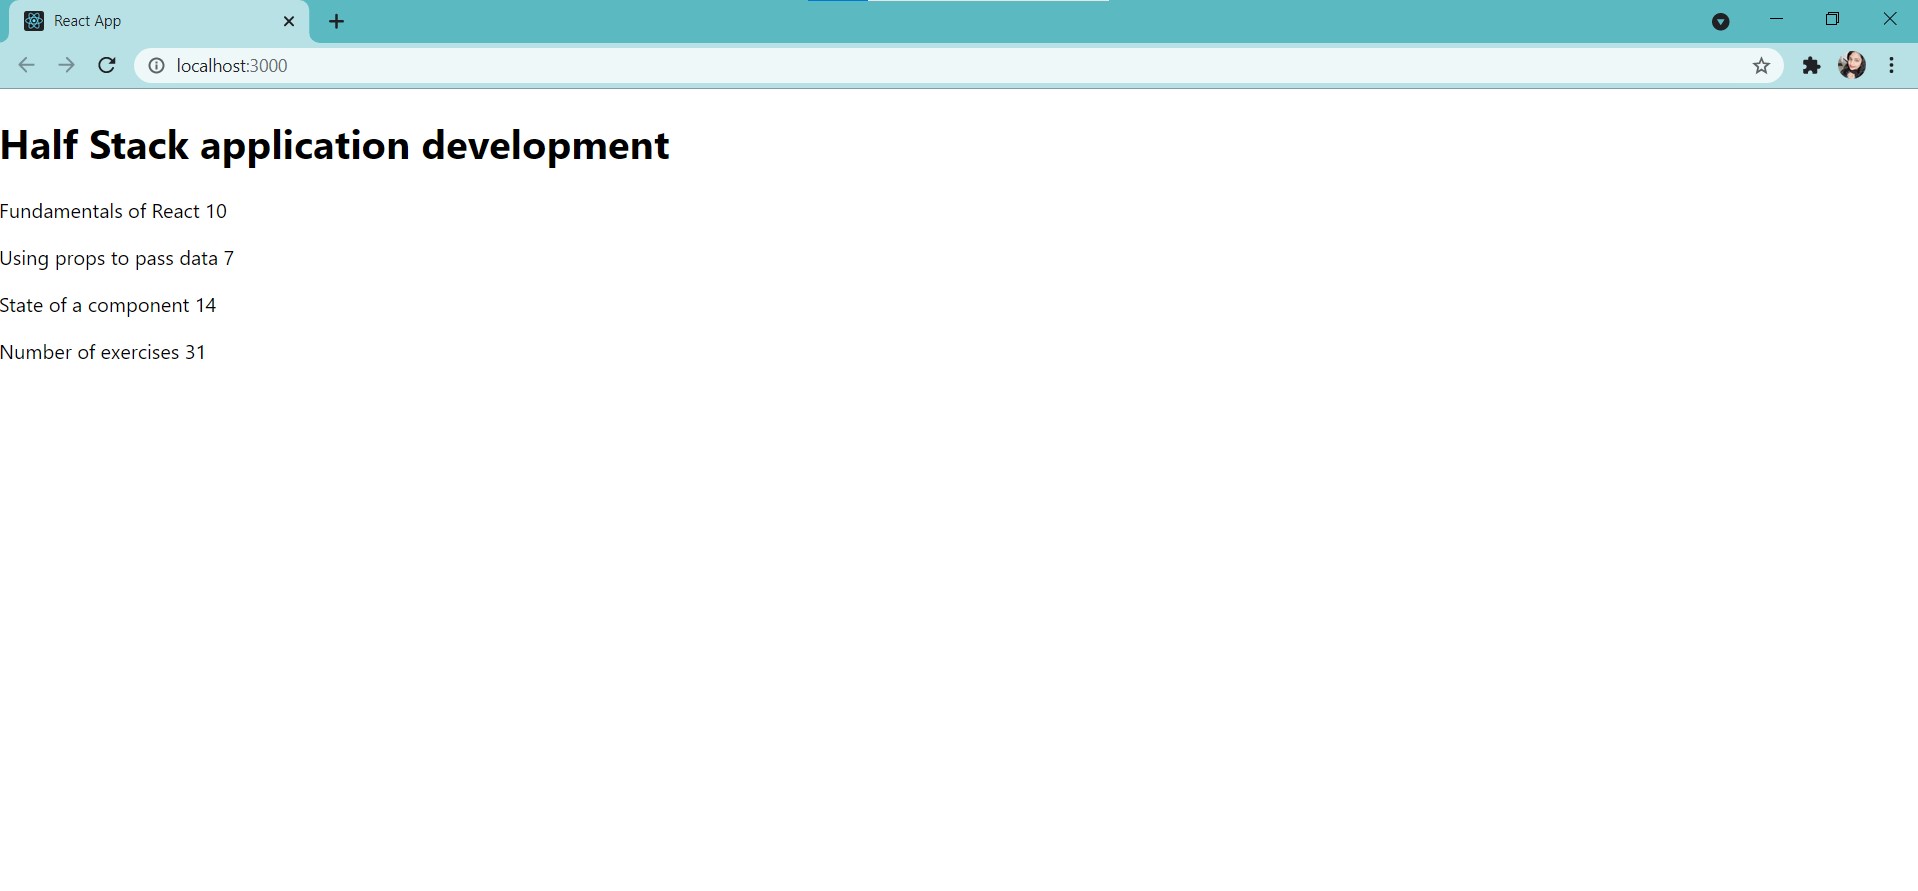 React App
localhost:3000
Half Stack application development
Fundamentals of React 10
Using props to pass data 7
State of a component 14
Number of exercises 31